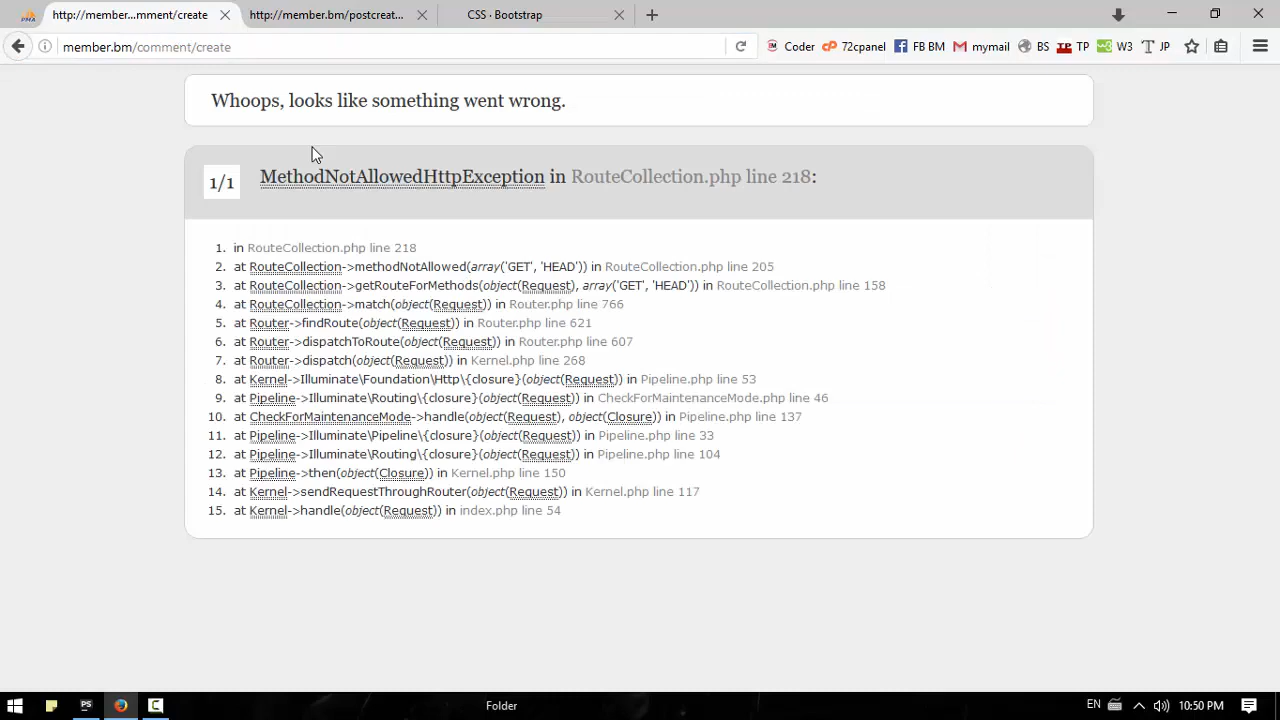 PMA
http://member.bm...mment/create
http://member.bm/postcreat...
CSS · Bootstrap
member.bm/comment/create
Coder
72cpanel
FB BM
mymail
BS
TP
W3
JP
Whoops, looks like something went wrong.
1/1
MethodNotAllowedHttpException in RouteCollection.php line 218:
1. in RouteCollection.php line 218
2. at RouteCollection->methodNotAllowed(array('GET', 'HEAD')) in RouteCollection.php line 205
3. at RouteCollection->getRouteForMethods(object(Request), array('GET', 'HEAD')) in RouteCollection.php line 158
4. at RouteCollection->match(object(Request)) in Router.php line 766
5. at Router->findRoute(object(Request)) in Router.php line 621
6. at Router->dispatchToRoute(object(Request)) in Router.php line 607
7. at Router->dispatch(object(Request)) in Kernel.php line 268
8. at Kernel->Illuminate\Foundation\Http\{closure}(object(Request)) in Pipeline.php line 53
9. at Pipeline->Illuminate\Routing\{closure}(object(Request)) in CheckForMaintenanceMode.php line 46
10. at CheckForMaintenanceMode->handle(object(Request), object(Closure)) in Pipeline.php line 137
11. at Pipeline->Illuminate\Pipeline\{closure}(object(Request)) in Pipeline.php line 33
12. at Pipeline->Illuminate\Routing\{closure}(object(Request)) in Pipeline.php line 104
13. at Pipeline->then(object(Closure)) in Kernel.php line 150
14. at Kernel->sendRequestThroughRouter(object(Request)) in Kernel.php line 117
15. at Kernel->handle(object(Request)) in index.php line 54
Folder
EN
10:50 PM